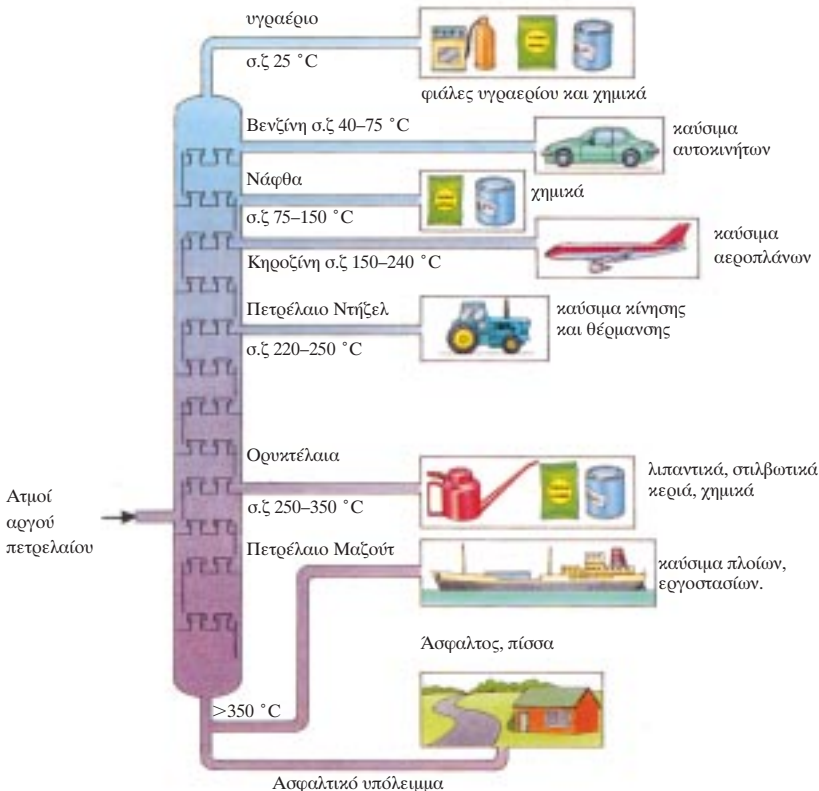 υγραέριο
σ.ζ 25 °C
φιάλες υγραερίου και χημικά
Βενζίνη σ.ζ 40–75 °C
καύσιμα
αυτοκινήτων
Νάφθα
χημικά
σ.ζ 75–150 °C
καύσιμα
αεροπλάνων
Κηροζίνη σ.ζ 150–240 °C
Πετρέλαιο Ντήζελ
καύσιμα κίνησης
και θέρμανσης
σ.ζ 220–250 °C
Ορυκτέλαια
λιπαντικά, στιλβωτικά
κεριά, χημικά
σ.ζ 250–350 °C
Ατμοί
αργού
πετρελαίου
Πετρέλαιο Μαζούτ
καύσιμα πλοίων,
εργοστασίων.
Άσφαλτος, πίσσα
>350 °C
Ασφαλτικό υπόλειμμα